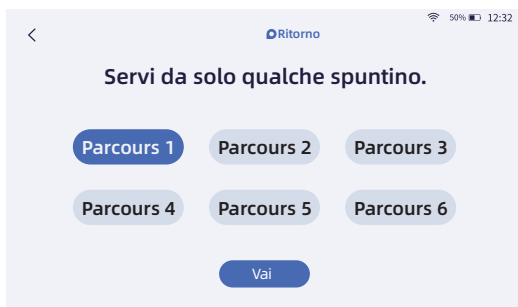 50% 12:32
Ritorno
Servi da solo qualche spuntino.
Parcours 1 Parcours 2 Parcours 3
Parcours 4 Parcours 5 Parcours 6
Vai